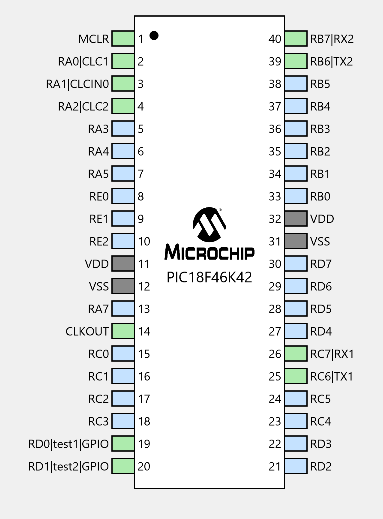 MCLR 1 40 RB7|RX2
RA0|CLC1 2 39 RB6|TX2
RA1|CLCIN0 3 38 RB5
RA2|CLC2 4 37 RB4
RA3 5 36 RB3
RA4 6 35 RB2
RA5 7 34 RB1
RE0 8 33 RB0
RE1 9 32 VDD
RE2 10 31 VSS
MICROCHIP
PIC18F46K42
VDD 11 30 RD7
VSS 12 29 RD6
RA7 13 28 RD5
CLKOUT 14 27 RD4
RC0 15 26 RC7|RX1
RC1 16 25 RC6|TX1
RC2 17 24 RC5
RC3 18 23 RC4
RD0|test1|GPIO 19 22 RD3
RD1|test2|GPIO 20 21 RD2